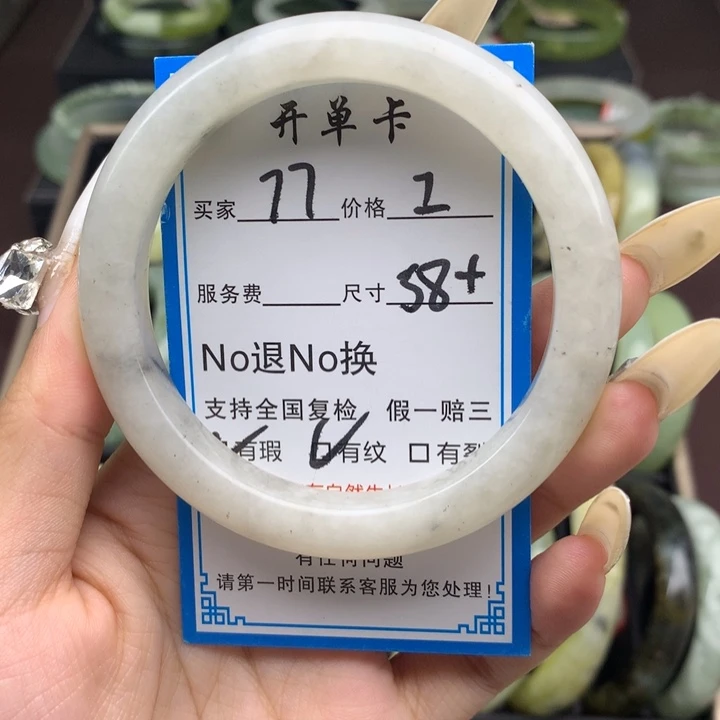 开单卡
买家 77 价格 1
服务费 尺寸 58+
No退No换
支持全国复检 假一赔三
有瑕 ☑有纹 □有裂
有任何问题
请第一时间联系客服为您处理!